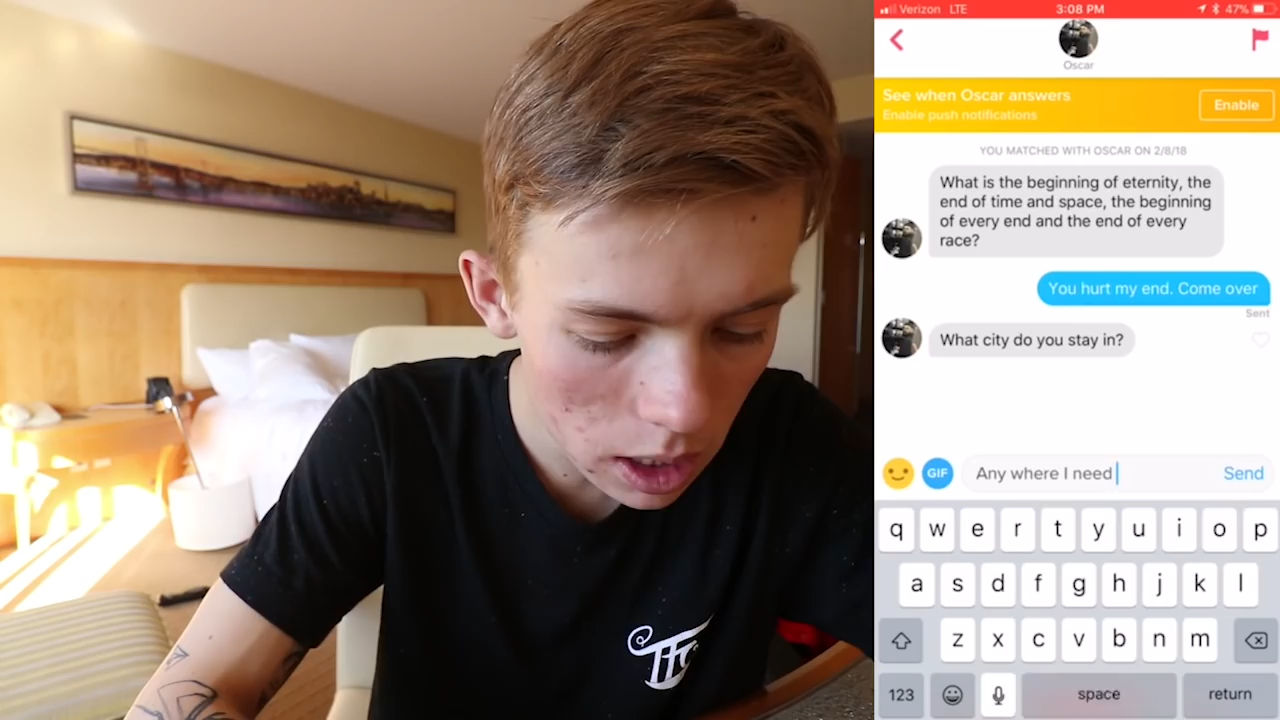 Verizon LTE 3:08 PM 47%
Oscar
See when Oscar answers
Enable push notifications
Enable
YOU MATCHED WITH OSCAR ON 2/8/18
What is the beginning of eternity, the
end of time and space, the beginning
of every end and the end of every
race?
You hurt my end. Come over
Sent
What city do you stay in?
GIF
Any where I need
Send
q w e r t y u i o p
a s d f g h j k l
z x c v b n m
123
space
return